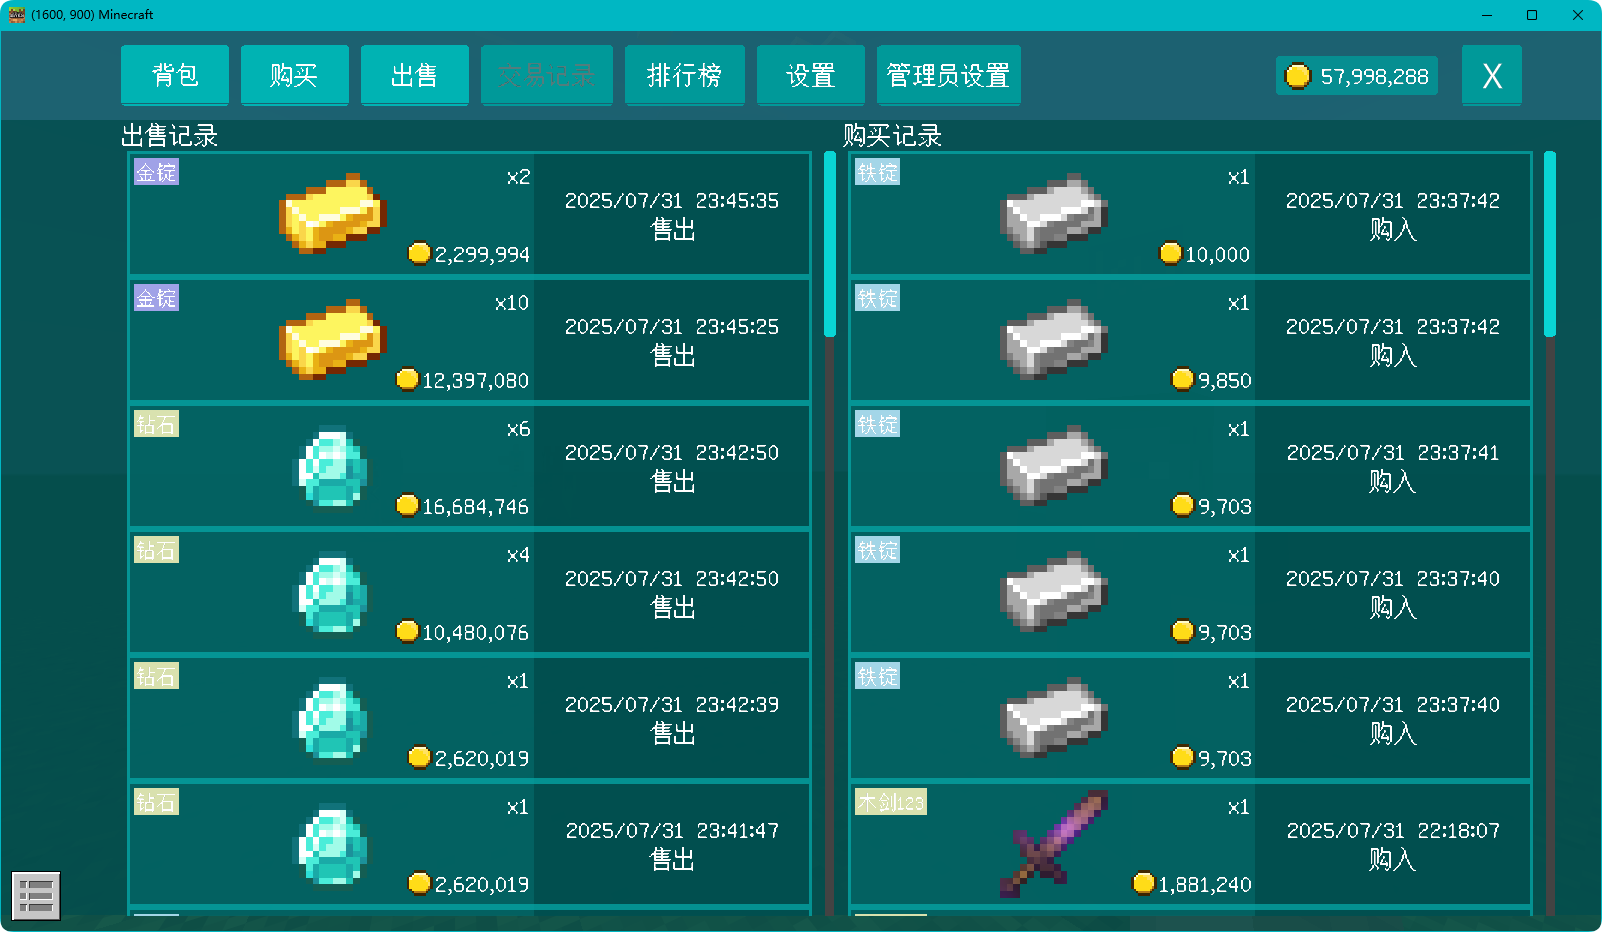 (1600, 900) Minecraft
背包 购买 出售 交易记录 排行榜 设置 管理员设置 57,998,288 X
出售记录
金锭
x2
2,299,994
2025/07/31 23:45:35
售出
金锭
x10
12,397,080
2025/07/31 23:45:25
售出
钻石
x6
16,684,746
2025/07/31 23:42:50
售出
钻石
x4
10,480,076
2025/07/31 23:42:50
售出
钻石
x1
2,620,019
2025/07/31 23:42:39
售出
钻石
x1
2,620,019
2025/07/31 23:41:47
售出
购买记录
铁锭
x1
10,000
2025/07/31 23:37:42
购入
铁锭
x1
9,850
2025/07/31 23:37:42
购入
铁锭
x1
9,703
2025/07/31 23:37:41
购入
铁锭
x1
9,703
2025/07/31 23:37:40
购入
铁锭
x1
9,703
2025/07/31 23:37:40
购入
木剑123
x1
1,881,240
2025/07/31 22:18:07
购入